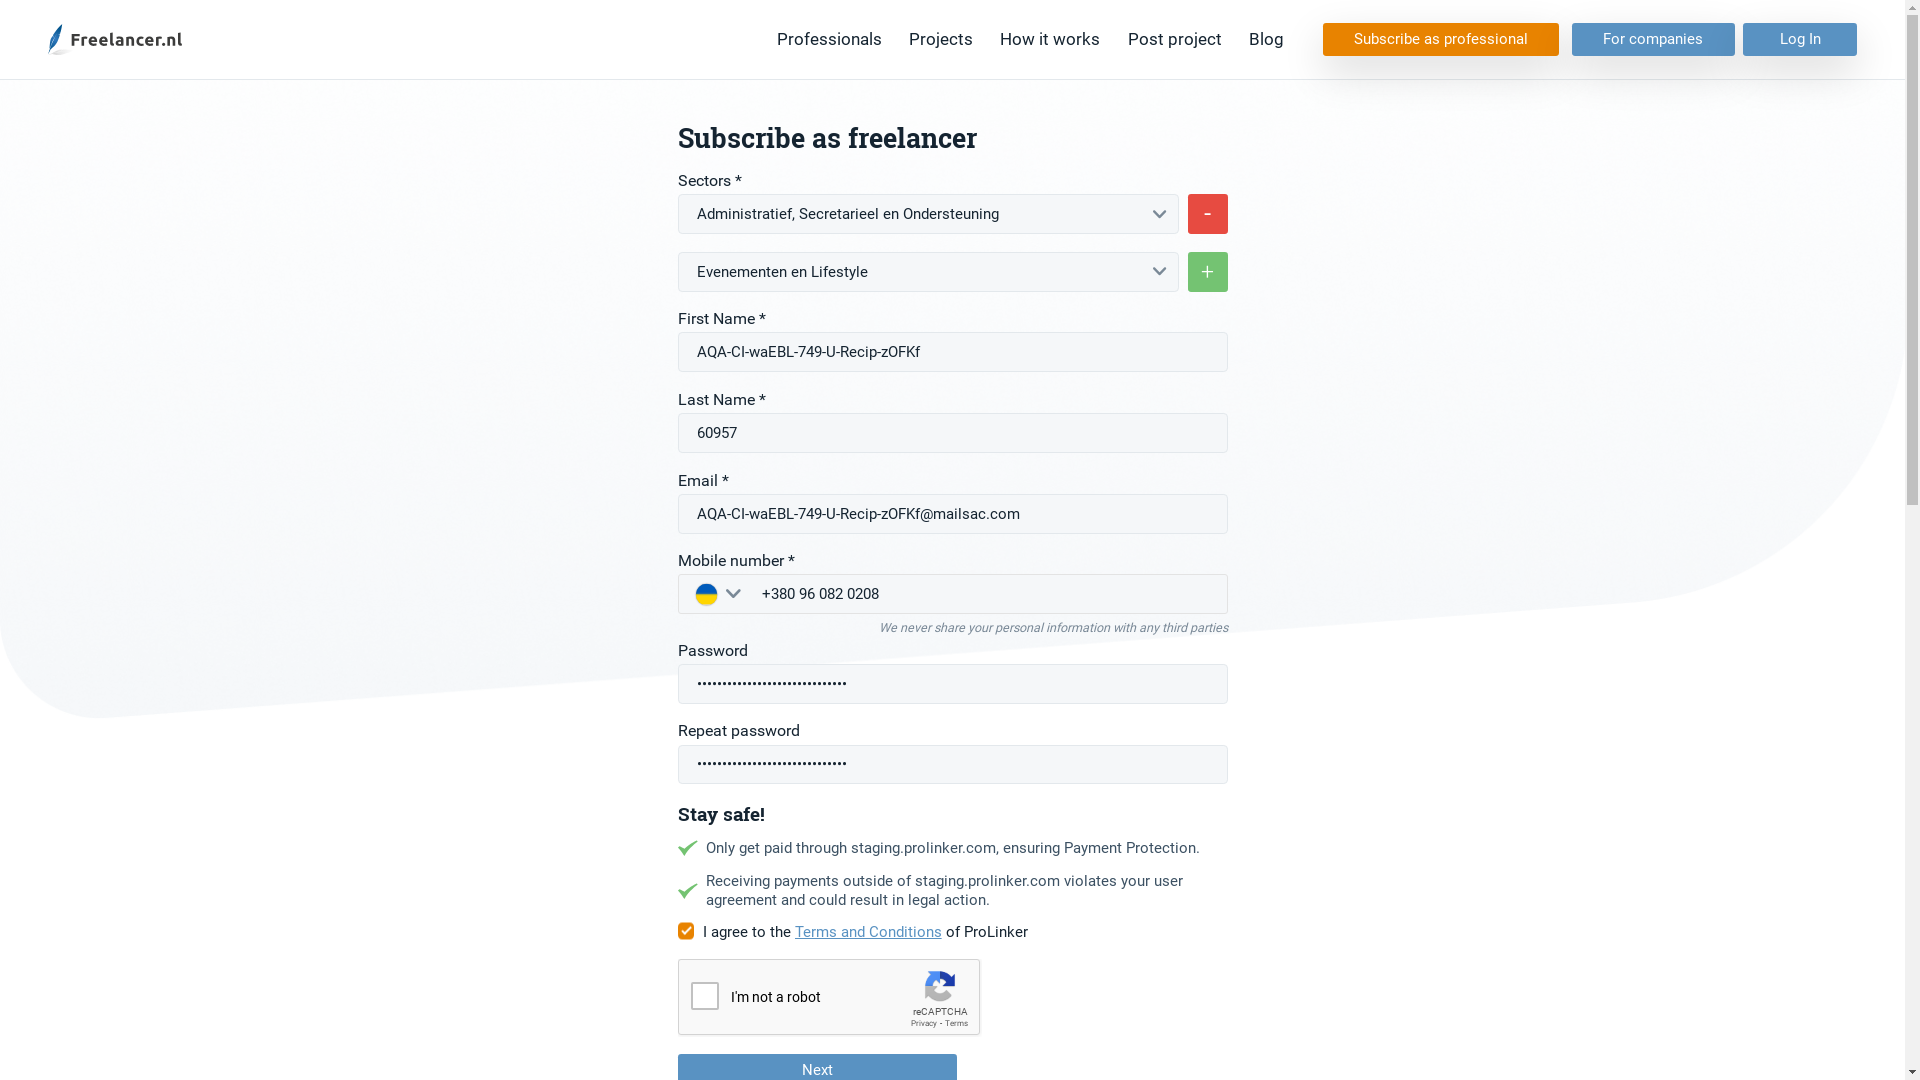 Freelancer.nl
Professionals
Projects
How it works
Post project
Blog
Subscribe as professional
For companies
Log In
Subscribe as freelancer
Sectors *
Administratief, Secretarieel en Ondersteuning
-
Evenementen en Lifestyle
+
First Name *
AQA-CI-waEBL-749-U-Recip-zOFKf
Last Name *
60957
Email *
AQA-CI-waEBL-749-U-Recip-zOFKf@mailsac.com
Mobile number *
+380 96 082 0208
We never share your personal information with any third parties
Password
••••••••••••••••••••••••••••••
Repeat password
••••••••••••••••••••••••••••••
Stay safe!
Only get paid through staging.prolinker.com, ensuring Payment Protection.
Receiving payments outside of staging.prolinker.com violates your user
agreement and could result in legal action.
I agree to the Terms and Conditions of ProLinker
I'm not a robot
reCAPTCHA
Privacy - Terms
Next